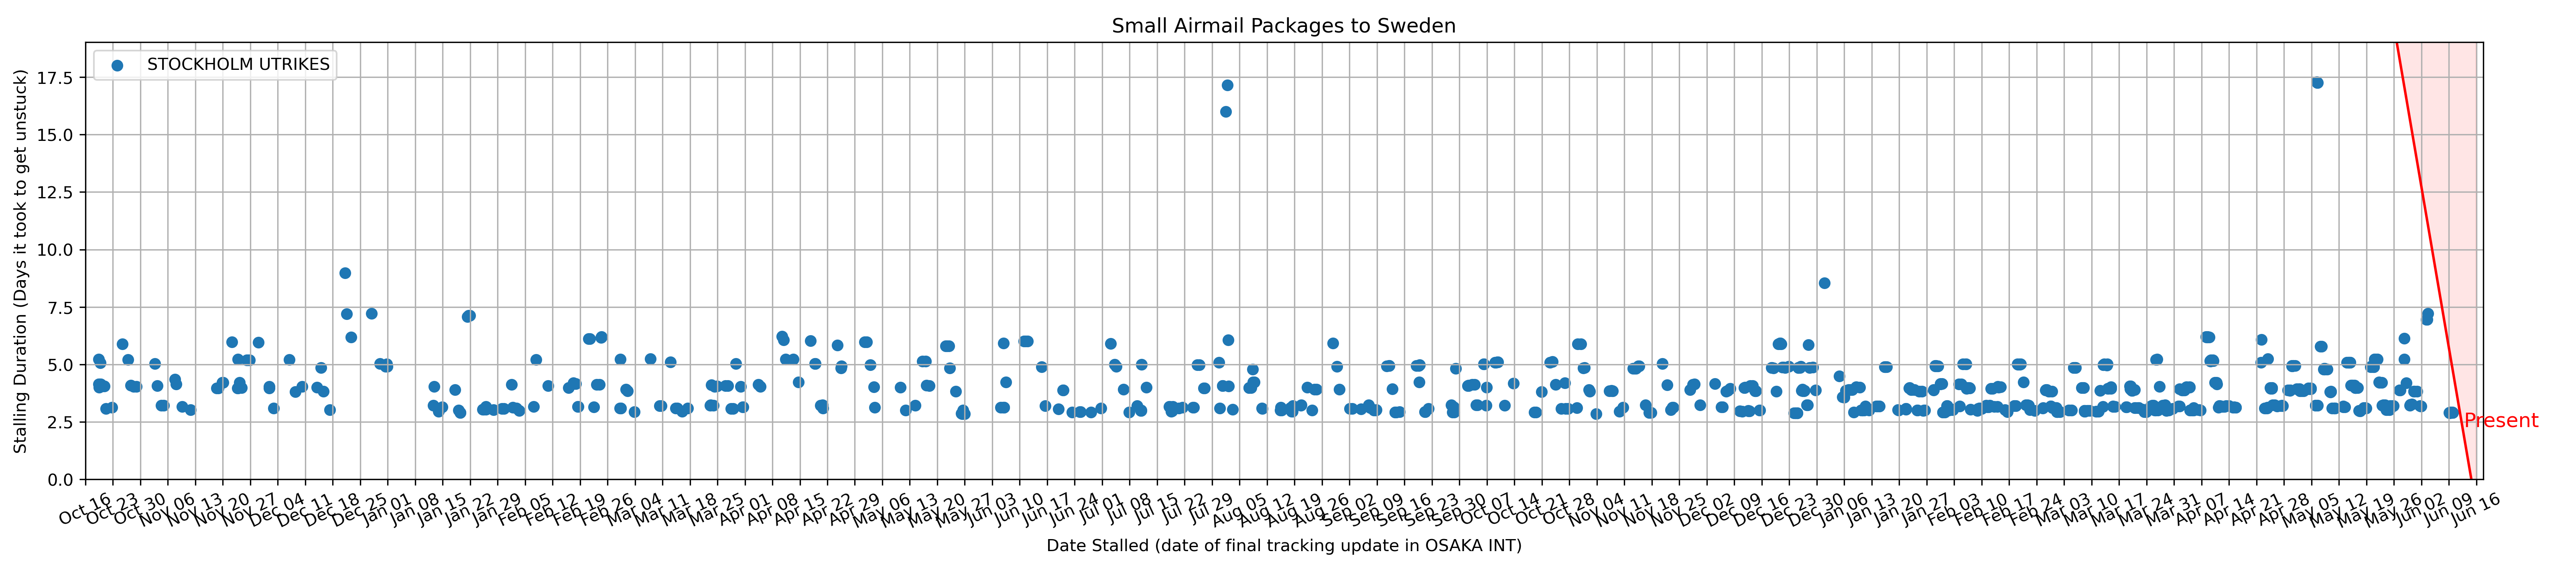 Small Airmail Packages to Sweden
STOCKHOLM UTRIKES
Stalling Duration (Days it took to get unstuck)
17.5
15.0
12.5
10.0
7.5
5.0
2.5
0.0
Present
Oct 16 Oct 23 Oct 30 Nov 06 Nov 13 Nov 20 Nov 27 Dec 04 Dec 11 Dec 18 Dec 25 Jan 01 Jan 08 Jan 15 Jan 22 Jan 29 Feb 05 Feb 12 Feb 19 Feb 26 Mar 04 Mar 11 Mar 18 Mar 25 Apr 01 Apr 08 Apr 15 Apr 22 Apr 29 May 06 May 13 May 20 May 27 Jun 03 Jun 10 Jun 17 Jun 24 Jul 01 Jul 08 Jul 15 Jul 22 Jul 29 Aug 05 Aug 12 Aug 19 Aug 26 Sep 02 Sep 09 Sep 16 Sep 23 Sep 30 Oct 07 Oct 14 Oct 21 Oct 28 Nov 04 Nov 11 Nov 18 Nov 25 Dec 02 Dec 09 Dec 16 Dec 23 Dec 30 Jan 06 Jan 13 Jan 20 Jan 27 Feb 03 Feb 10 Feb 17 Feb 24 Mar 03 Mar 10 Mar 17 Mar 24 Mar 31 Apr 07 Apr 14 Apr 21 Apr 28 May 05 May 12 May 19 May 26 Jun 02 Jun 09 Jun 16
Date Stalled (date of final tracking update in OSAKA INT)